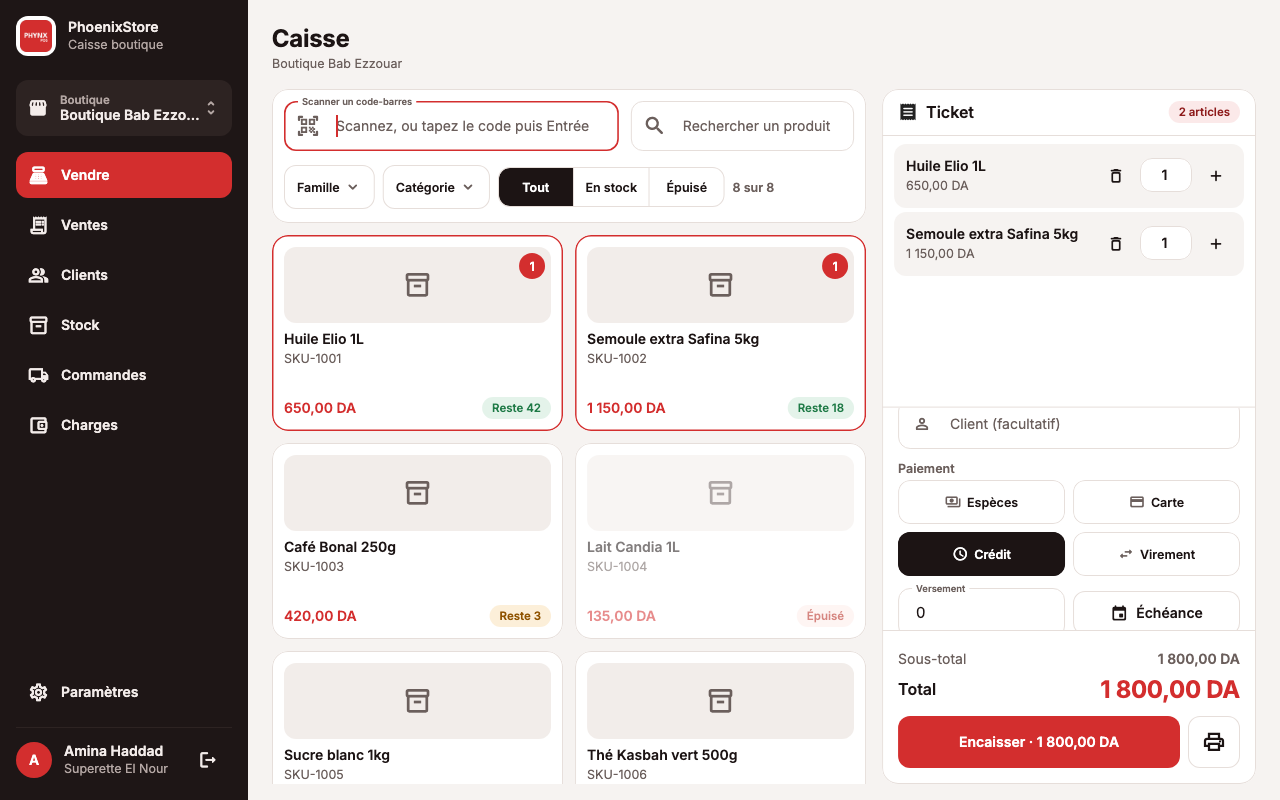 PHYNX
POS
PhoenixStore
Caisse boutique
Boutique
Boutique Bab Ezzo...
Vendre
Ventes
Clients
Stock
Commandes
Charges
Paramètres
A
Amina Haddad
Superette El Nour
Caisse
Boutique Bab Ezzouar
Scanner un code-barres
Scannez, ou tapez le code puis Entrée
Rechercher un produit
Famille
Catégorie
Tout
En stock
Épuisé
8 sur 8
1
Huile Elio 1L
SKU-1001
650,00 DA
Reste 42
1
Semoule extra Safina 5kg
SKU-1002
1 150,00 DA
Reste 18
Café Bonal 250g
SKU-1003
420,00 DA
Reste 3
Lait Candia 1L
SKU-1004
135,00 DA
Épuisé
Sucre blanc 1kg
SKU-1005
Thé Kasbah vert 500g
SKU-1006
Ticket
2 articles
Huile Elio 1L
650,00 DA
1
Semoule extra Safina 5kg
1 150,00 DA
1
Client (facultatif)
Paiement
Espèces
Carte
Crédit
Virement
Versement
0
Échéance
Sous-total
1 800,00 DA
Total
1 800,00 DA
Encaisser · 1 800,00 DA